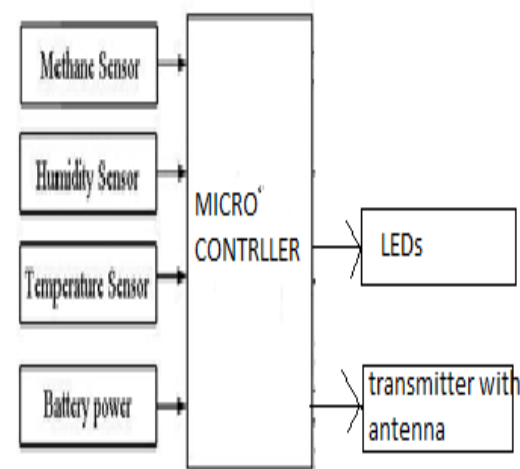 Methane Sensor
Humidity Sensor
Temperature Sensor
Battery power
MICRO
CONTRLLER
LEDs
transmitter with
antenna